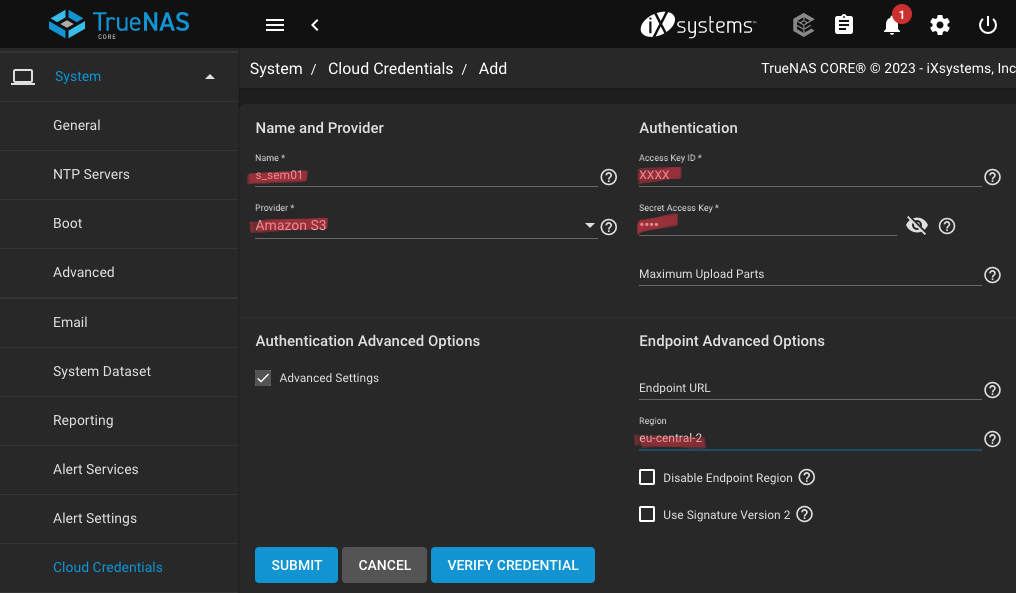 TrueNAS
CORE
iXsystems™
1
System
General
NTP Servers
Boot
Advanced
Email
System Dataset
Reporting
Alert Services
Alert Settings
Cloud Credentials
System / Cloud Credentials / Add
TrueNAS CORE® © 2023 - iXsystems, Inc
Name and Provider
Name *
s_sem01
Provider *
Amazon S3
Authentication
Access Key ID *
XXXX
Secret Access Key *
••••
Maximum Upload Parts
Authentication Advanced Options
Advanced Settings
Endpoint Advanced Options
Endpoint URL
Region
eu-central-2
Disable Endpoint Region
Use Signature Version 2
SUBMIT
CANCEL
VERIFY CREDENTIAL